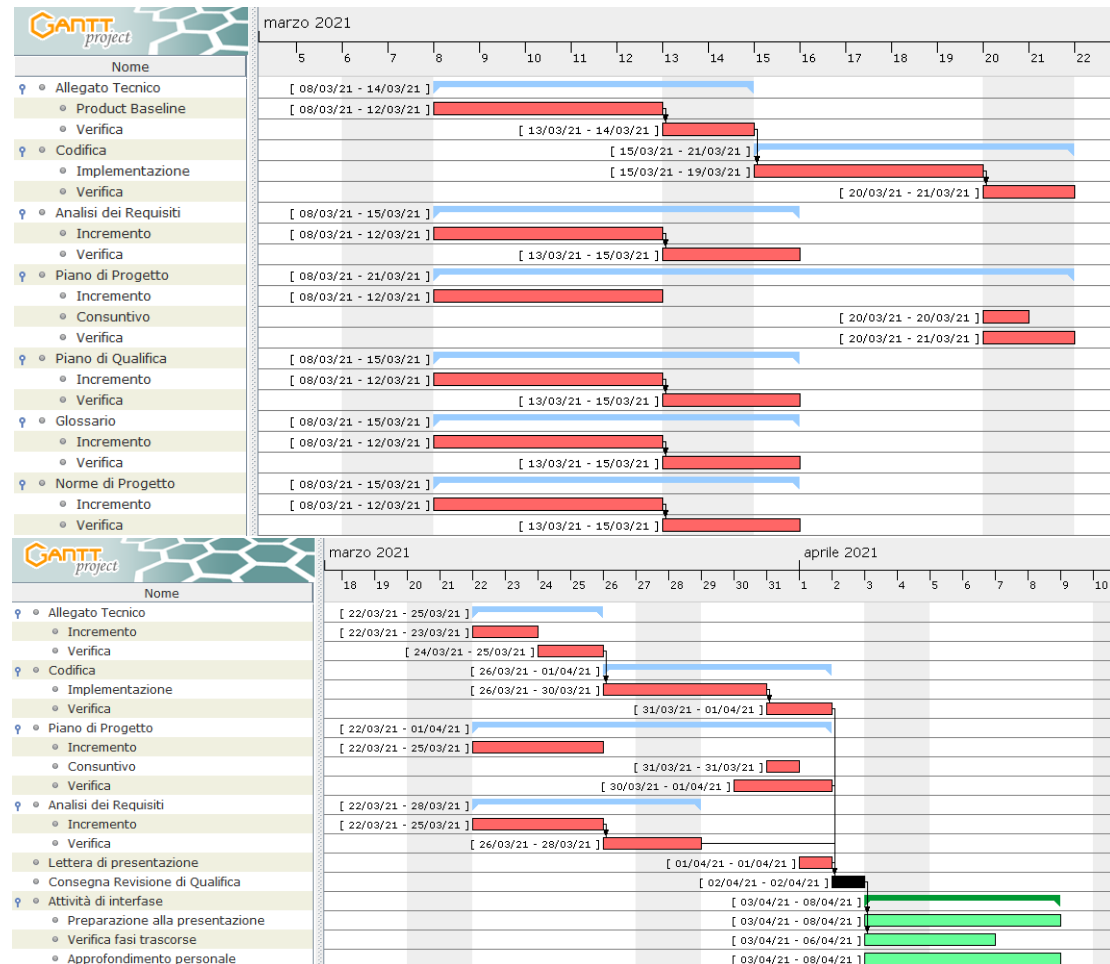 GANTT project
marzo 2021
Nome
5 6 7 8 9 10 11 12 13 14 15 16 17 18 19 20 21 22
Allegato Tecnico [ 08/03/21 - 14/03/21 ]
Product Baseline [ 08/03/21 - 12/03/21 ]
Verifica [ 13/03/21 - 14/03/21 ]
Codifica [ 15/03/21 - 21/03/21 ]
Implementazione [ 15/03/21 - 19/03/21 ]
Verifica [ 20/03/21 - 21/03/21 ]
Analisi dei Requisiti [ 08/03/21 - 15/03/21 ]
Incremento [ 08/03/21 - 12/03/21 ]
Verifica [ 13/03/21 - 15/03/21 ]
Piano di Progetto [ 08/03/21 - 21/03/21 ]
Incremento [ 08/03/21 - 12/03/21 ]
Consuntivo [ 20/03/21 - 20/03/21 ]
Verifica [ 20/03/21 - 21/03/21 ]
Piano di Qualifica [ 08/03/21 - 15/03/21 ]
Incremento [ 08/03/21 - 12/03/21 ]
Verifica [ 13/03/21 - 15/03/21 ]
Glossario [ 08/03/21 - 15/03/21 ]
Incremento [ 08/03/21 - 12/03/21 ]
Verifica [ 13/03/21 - 15/03/21 ]
Norme di Progetto [ 08/03/21 - 15/03/21 ]
Incremento [ 08/03/21 - 12/03/21 ]
Verifica [ 13/03/21 - 15/03/21 ]
GANTT project
marzo 2021 aprile 2021
Nome
18 19 20 21 22 23 24 25 26 27 28 29 30 31 1 2 3 4 5 6 7 8 9 10
Allegato Tecnico [ 22/03/21 - 25/03/21 ]
Incremento [ 22/03/21 - 23/03/21 ]
Verifica [ 24/03/21 - 25/03/21 ]
Codifica [ 26/03/21 - 01/04/21 ]
Implementazione [ 26/03/21 - 30/03/21 ]
Verifica [ 31/03/21 - 01/04/21 ]
Piano di Progetto [ 22/03/21 - 01/04/21 ]
Incremento [ 22/03/21 - 25/03/21 ]
Consuntivo [ 31/03/21 - 31/03/21 ]
Verifica [ 30/03/21 - 01/04/21 ]
Analisi dei Requisiti [ 22/03/21 - 28/03/21 ]
Incremento [ 22/03/21 - 25/03/21 ]
Verifica [ 26/03/21 - 28/03/21 ]
Lettera di presentazione [ 01/04/21 - 01/04/21 ]
Consegna Revisione di Qualifica [ 02/04/21 - 02/04/21 ]
Attività di interfase [ 03/04/21 - 08/04/21 ]
Preparazione alla presentazione [ 03/04/21 - 08/04/21 ]
Verifica fasi trascorse [ 03/04/21 - 06/04/21 ]
Approfondimento personale [ 03/04/21 - 08/04/21 ]